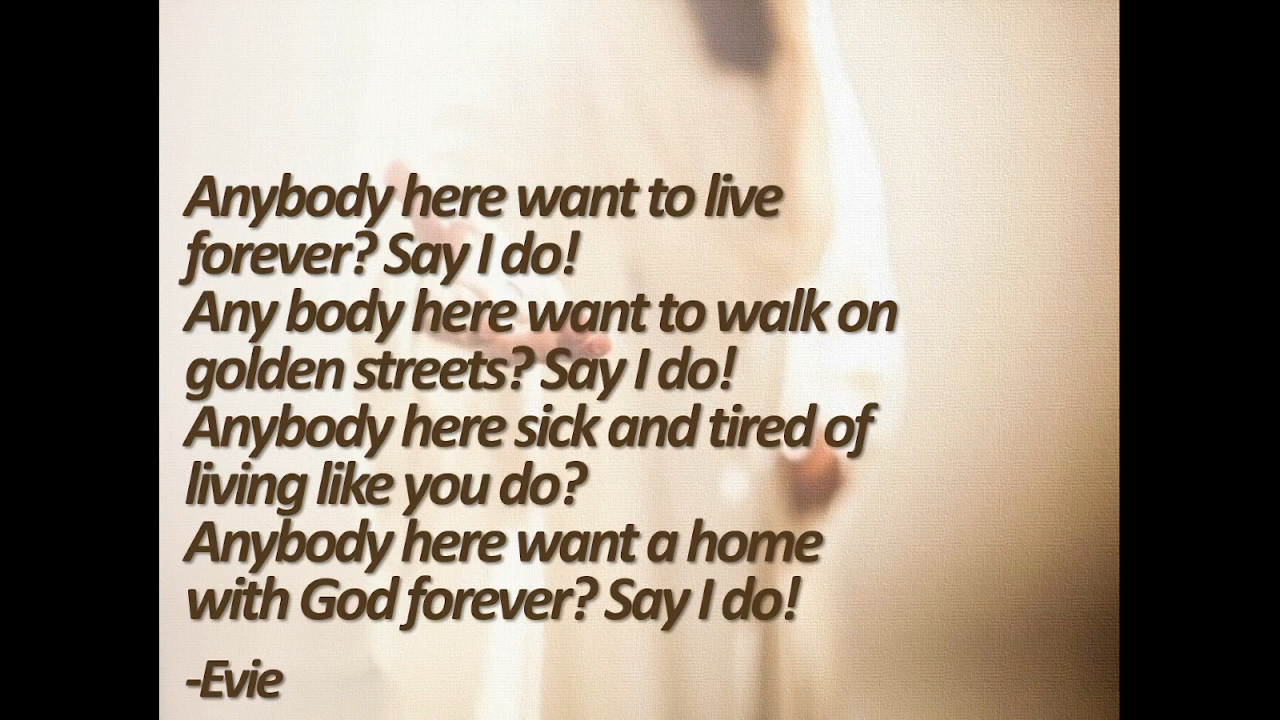 Anybody here want to live
forever? Say I do!
Any body here want to walk on
golden streets? Say I do!
Anybody here sick and tired of
living like you do?
Anybody here want a home
with God forever? Say I do!
-Evie